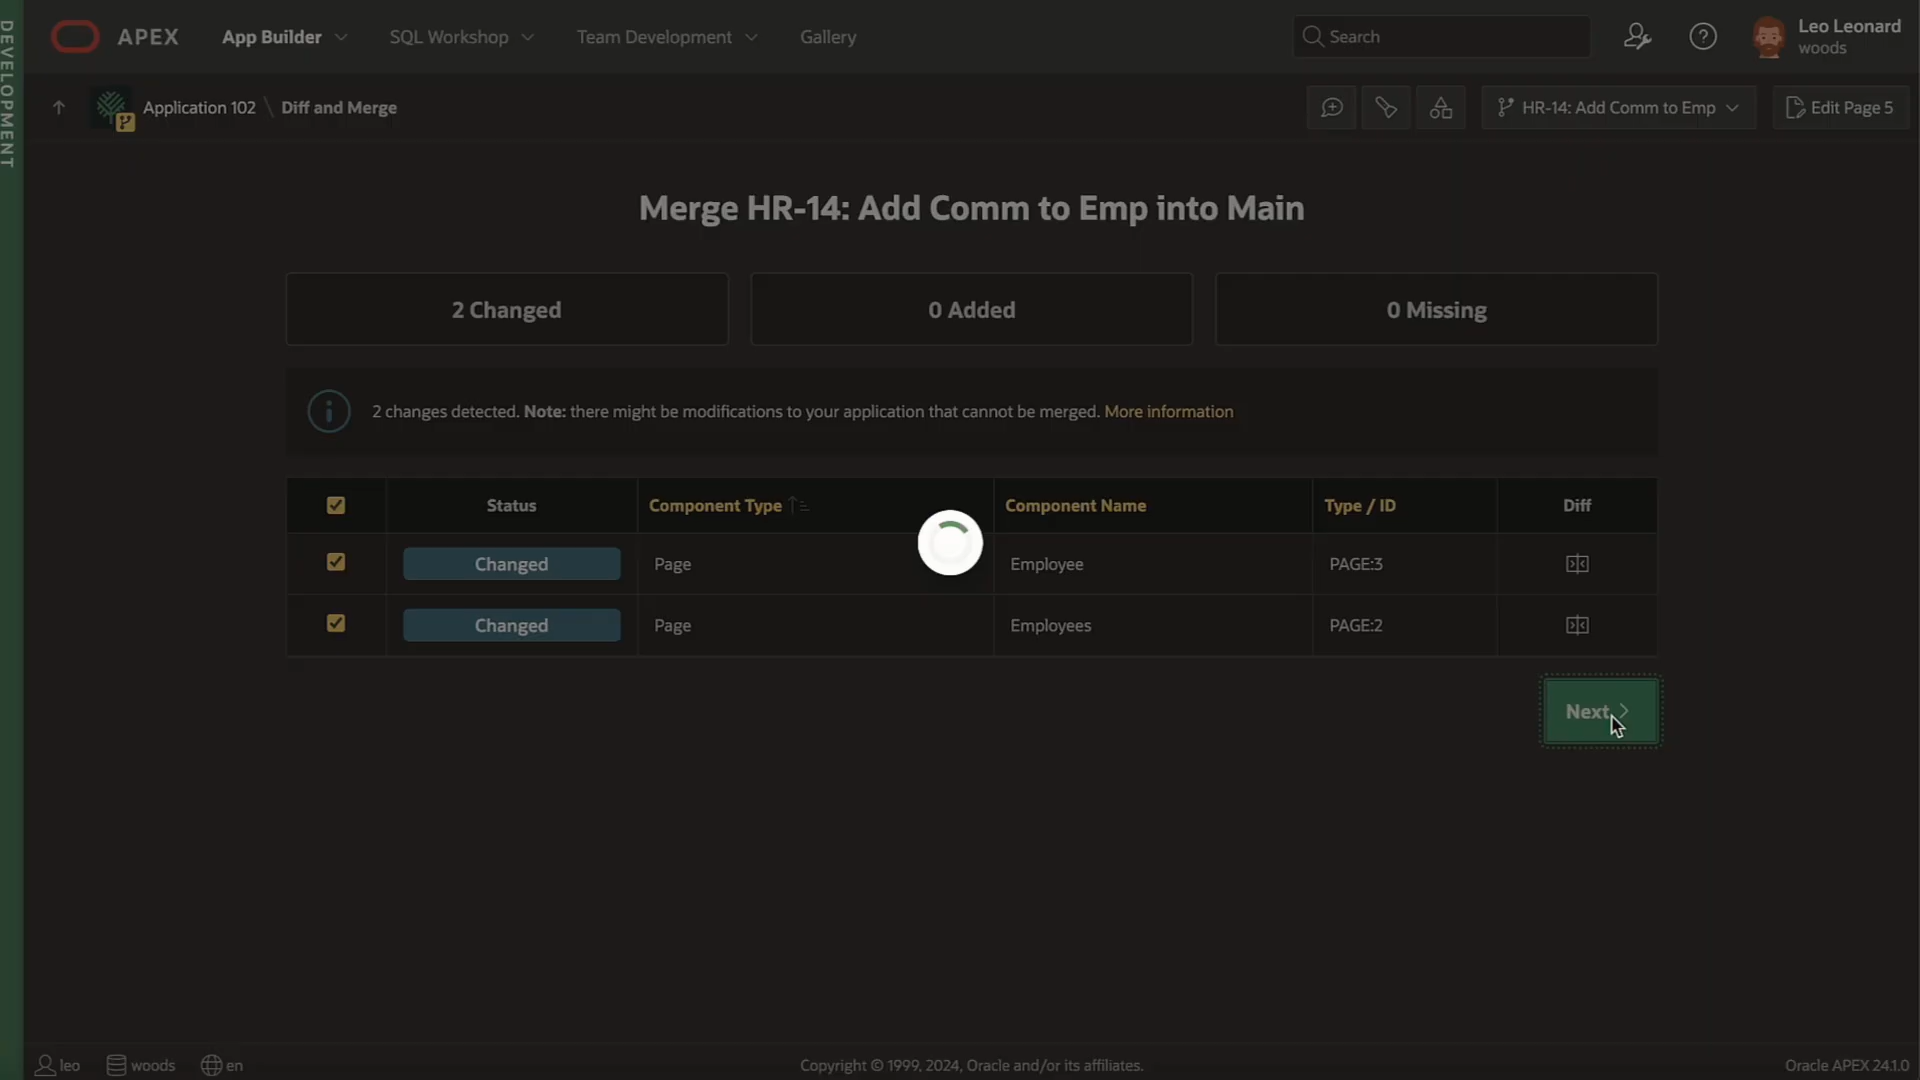 DEVELOPMENT
APEX
App Builder
SQL Workshop
Team Development
Gallery
Search
Leo Leonard
woods
Application 102 \ Diff and Merge
HR-14: Add Comm to Emp
Edit Page 5
Merge HR-14: Add Comm to Emp into Main
2 Changed
0 Added
0 Missing
2 changes detected. Note: there might be modifications to your application that cannot be merged. More information
Status Component Type Component Name Type / ID Diff
Changed Page Employee PAGE:3
Changed Page Employees PAGE:2
Next
leo woods en
Copyright © 1999, 2024, Oracle and/or its affiliates.
Oracle APEX 24.1.0